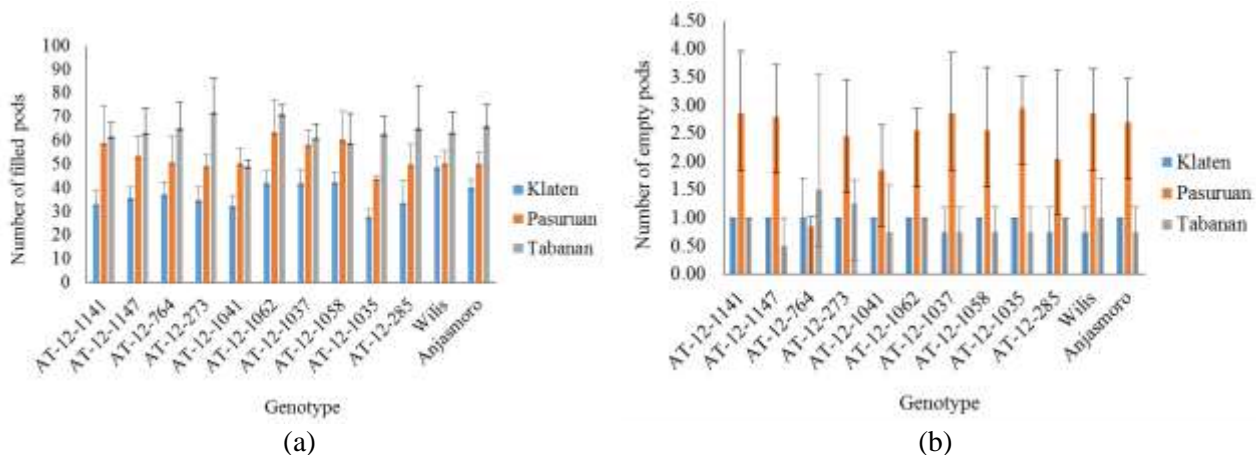 100
90
80
70
60
50
40
30
20
10
0
Number of filled pods
AT-12-1141
AT-12-1147
AT-12-764
AT-12-273
AT-12-1041
AT-12-1062
AT-12-1037
AT-12-1058
AT-12-1035
AT-12-285
Wilis
Anjasmoro
Genotype
Klaten
Pasuruan
Tabanan
(a)
4.50
4.00
3.50
3.00
2.50
2.00
1.50
1.00
0.50
0.00
Number of empty pods
AT-12-1141
AT-12-1147
AT-12-764
AT-12-273
AT-12-1041
AT-12-1062
AT-12-1037
AT-12-1058
AT-12-1035
AT-12-285
Wilis
Anjasmoro
Genotype
Klaten
Pasuruan
Tabanan
(b)